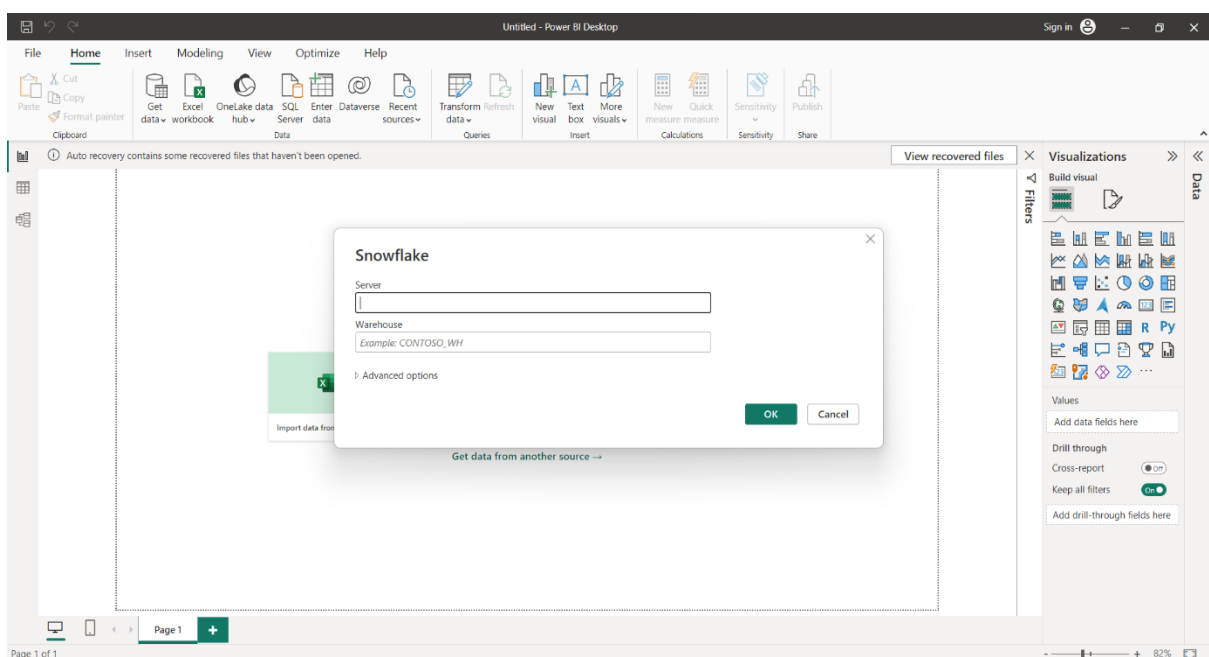 Untitled - Power BI Desktop
Sign in
File Home Insert Modeling View Optimize Help
Paste
Cut
Copy
Format painter
Clipboard
Get data
Excel workbook
OneLake data hub
SQL Server
Enter data
Dataverse
Recent sources
Data
Transform data
Refresh
Queries
New visual
Text box
More visuals
Insert
New measure
Quick measure
Calculations
Sensitivity
Sensitivity
Publish
Share
Auto recovery contains some recovered files that haven't been opened.
View recovered files
Filters
Visualizations
Data
Build visual
Snowflake
Server
Warehouse
Example: CONTOSO_WH
Advanced options
OK
Cancel
Import data fron
Get data from another source →
123
R Py
Values
Add data fields here
Drill through
Cross-report
Off
Keep all filters
On
Add drill-through fields here
Page 1
Page 1 of 1
82%